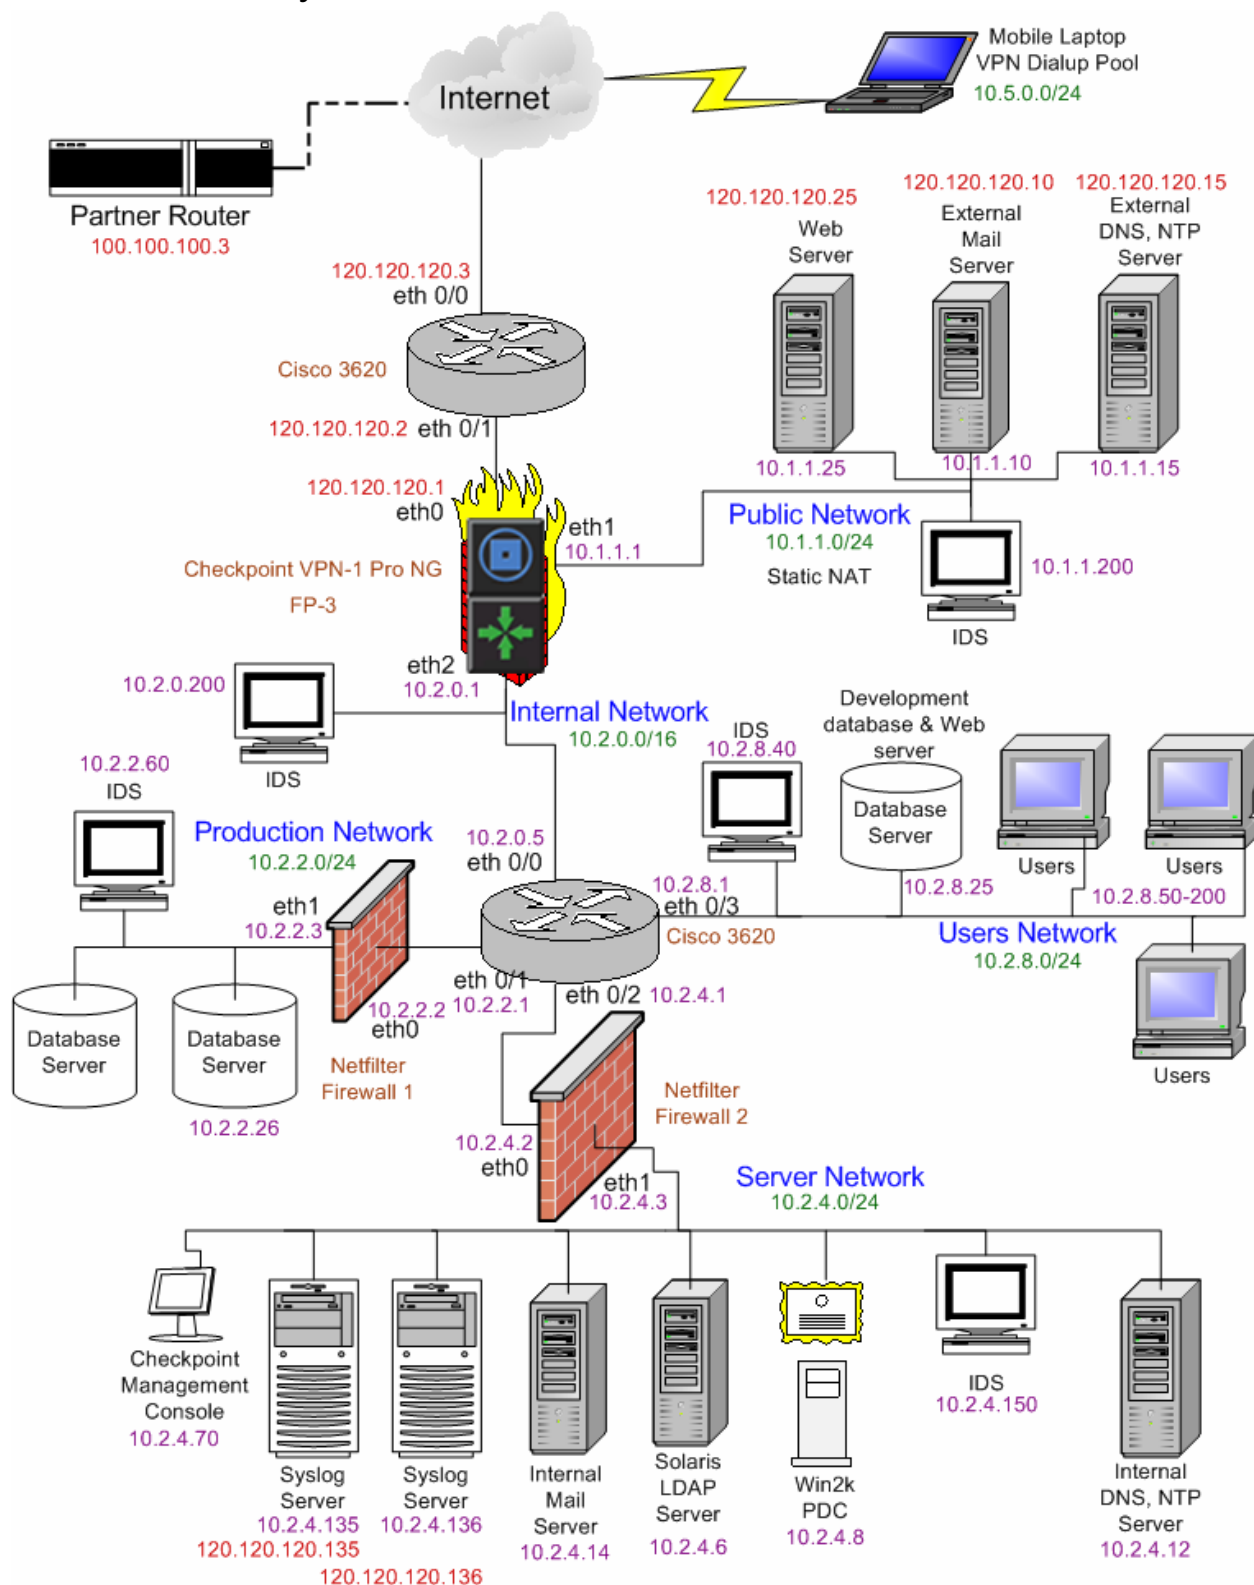 Internet
Mobile Laptop
VPN Dialup Pool
10.5.0.0/24
Partner Router
100.100.100.3
120.120.120.25
Web
Server
120.120.120.10
External
Mail
Server
120.120.120.15
External
DNS, NTP
Server
120.120.120.3
eth 0/0
Cisco 3620
120.120.120.2 eth 0/1
10.1.1.25
10.1.1.10
10.1.1.15
120.120.120.1
eth0
eth1
10.1.1.1
Public Network
10.1.1.0/24
Static NAT
10.1.1.200
IDS
Checkpoint VPN-1 Pro NG
FP-3
eth2
10.2.0.1
10.2.0.200
IDS
Internal Network
10.2.0.0/16
10.2.2.60
IDS
IDS
10.2.8.40
Development
database & Web
server
Database
Server
10.2.8.25
Users
Users
10.2.8.50-200
Production Network
10.2.2.0/24
10.2.0.5
eth 0/0
10.2.8.1
eth 0/3
Cisco 3620
Users Network
10.2.8.0/24
Users
eth1
10.2.2.3
eth 0/1
10.2.2.2
10.2.2.1
eth0
eth 0/2
10.2.4.1
Database
Server
Database
Server
10.2.2.26
Netfilter
Firewall 1
Netfilter
Firewall 2
10.2.4.2
eth0
eth1
10.2.4.3
Server Network
10.2.4.0/24
Checkpoint
Management
Console
10.2.4.70
Syslog
Server
10.2.4.135
120.120.120.135
Syslog
Server
10.2.4.136
120.120.120.136
Internal
Mail
Server
10.2.4.14
Solaris
LDAP
Server
10.2.4.6
Win2k
PDC
10.2.4.8
IDS
10.2.4.150
Internal
DNS, NTP
Server
10.2.4.12